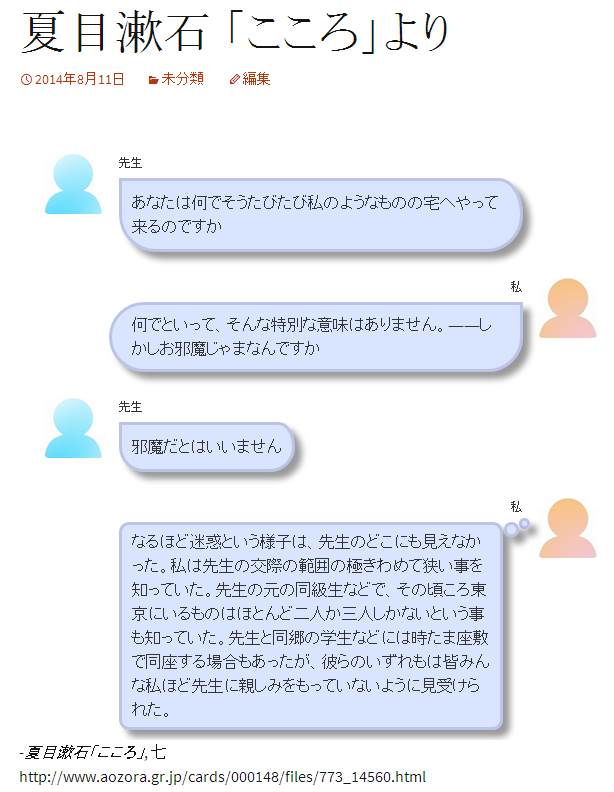 夏目漱石「こころ」より
2014年8月11日 未分類 編集
先生
あなたは何でそうたびたび私のようなものの宅へやって
来るのですか
私
何でといって、そんな特別な意味はありません。――し
かしお邪魔じゃまなんですか
先生
邪魔だとはいいません
私
なるほど迷惑という様子は、先生のどこにも見えなか
った。私は先生の交際の範囲の極きわめて狭い事を
知っていた。先生の元の同級生などで、その頃ころ東
京にいるものはほとんど二人か三人しかないという事
も知っていた。先生と同郷の学生などには時たま座敷
で同座する場合もあったが、彼らのいずれもは皆みん
な私ほど先生に親しみをもっていないように見受けら
れた。
-夏目漱石「こころ」, 七
http://www.aozora.gr.jp/cards/000148/files/773_14560.html